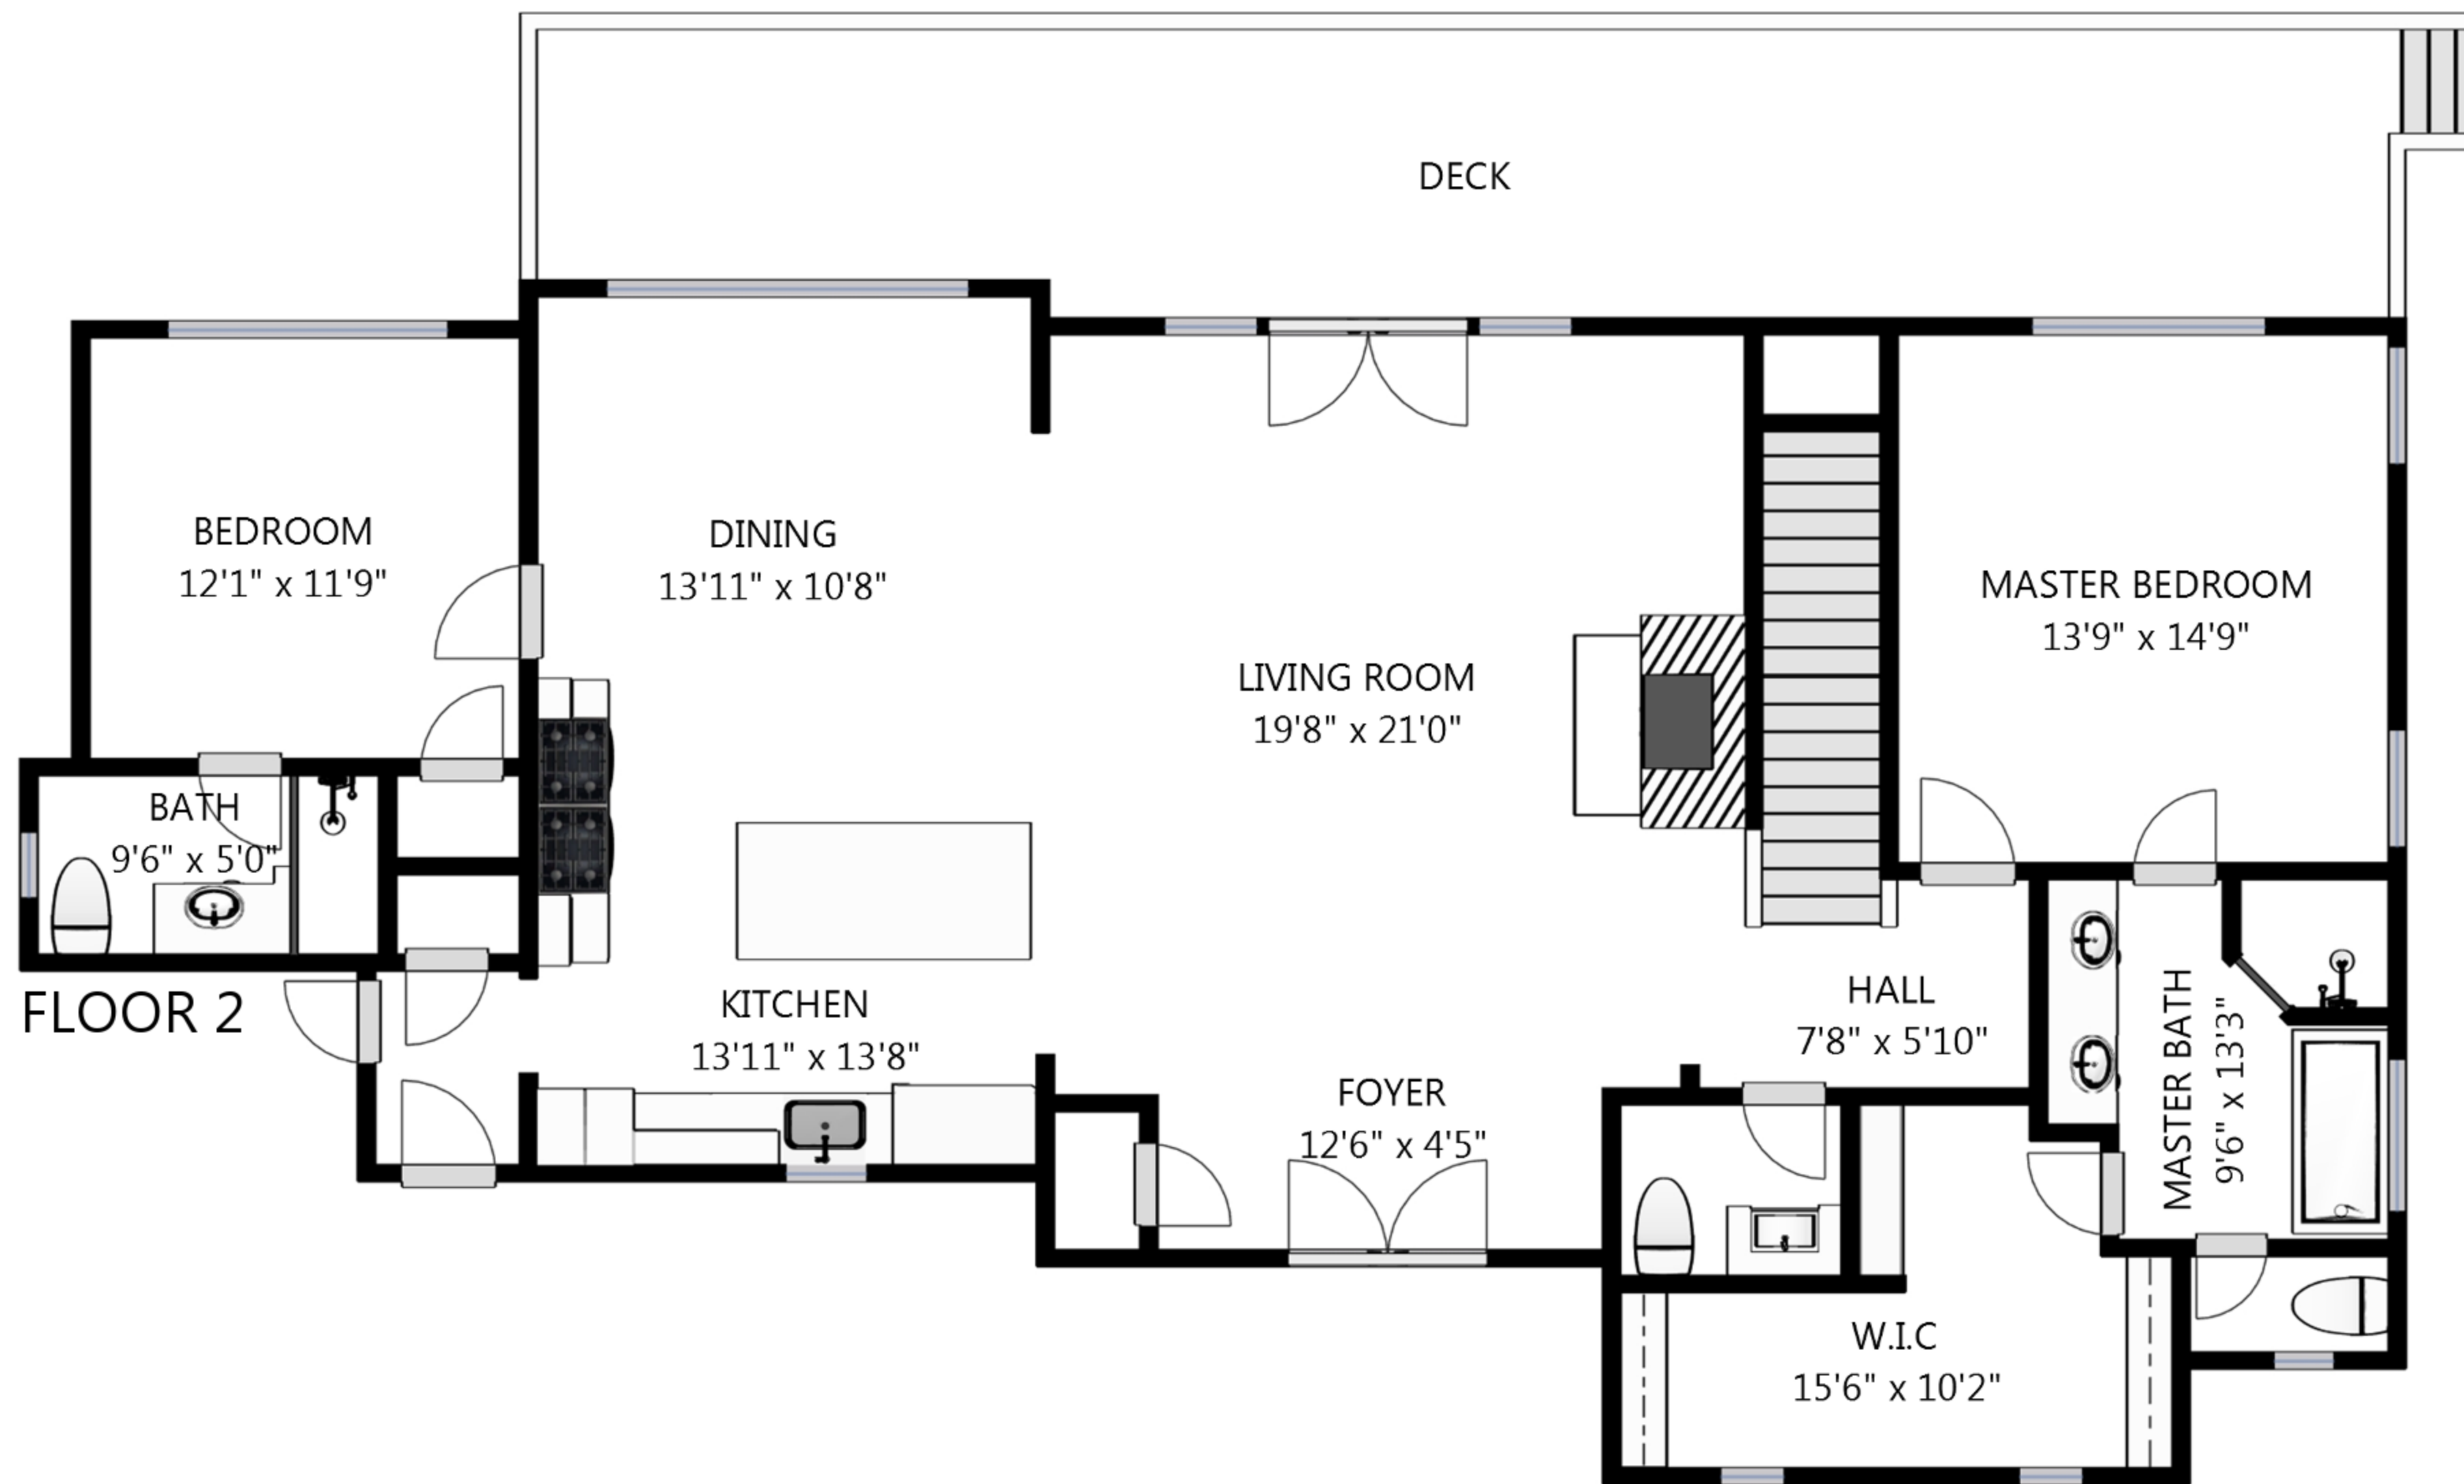 DECK
BEDROOM
12'1" x 11'9"
DINING
13'11" x 10'8"
LIVING ROOM
19'8" x 21'0"
MASTER BEDROOM
13'9" x 14'9"
BATH
9'6" x 5'0"
FLOOR 2
KITCHEN
13'11" x 13'8"
FOYER
12'6" x 4'5"
HALL
7'8" x 5'10"
MASTER BATH
9'6" x 13'3"
W.I.C
15'6" x 10'2"